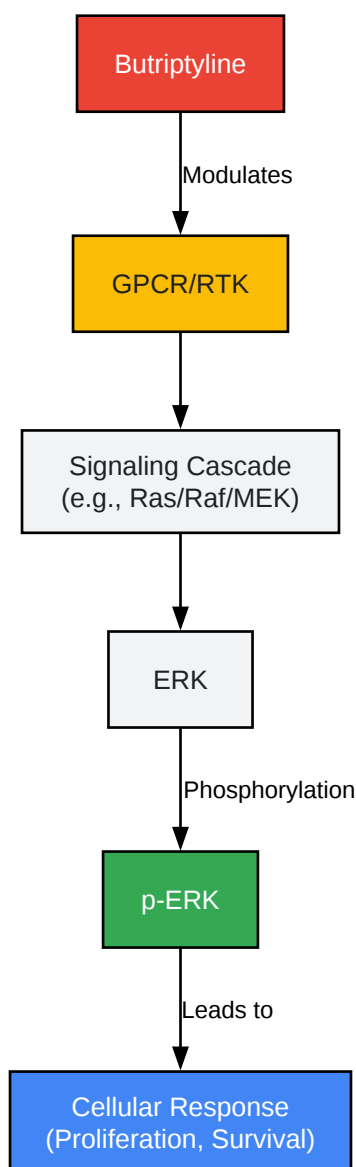 Butriptyline
Modulates
GPCR/RTK
Signaling Cascade
(e.g., Ras/Raf/MEK)
ERK
Phosphorylation
p-ERK
Leads to
Cellular Response
(Proliferation, Survival)